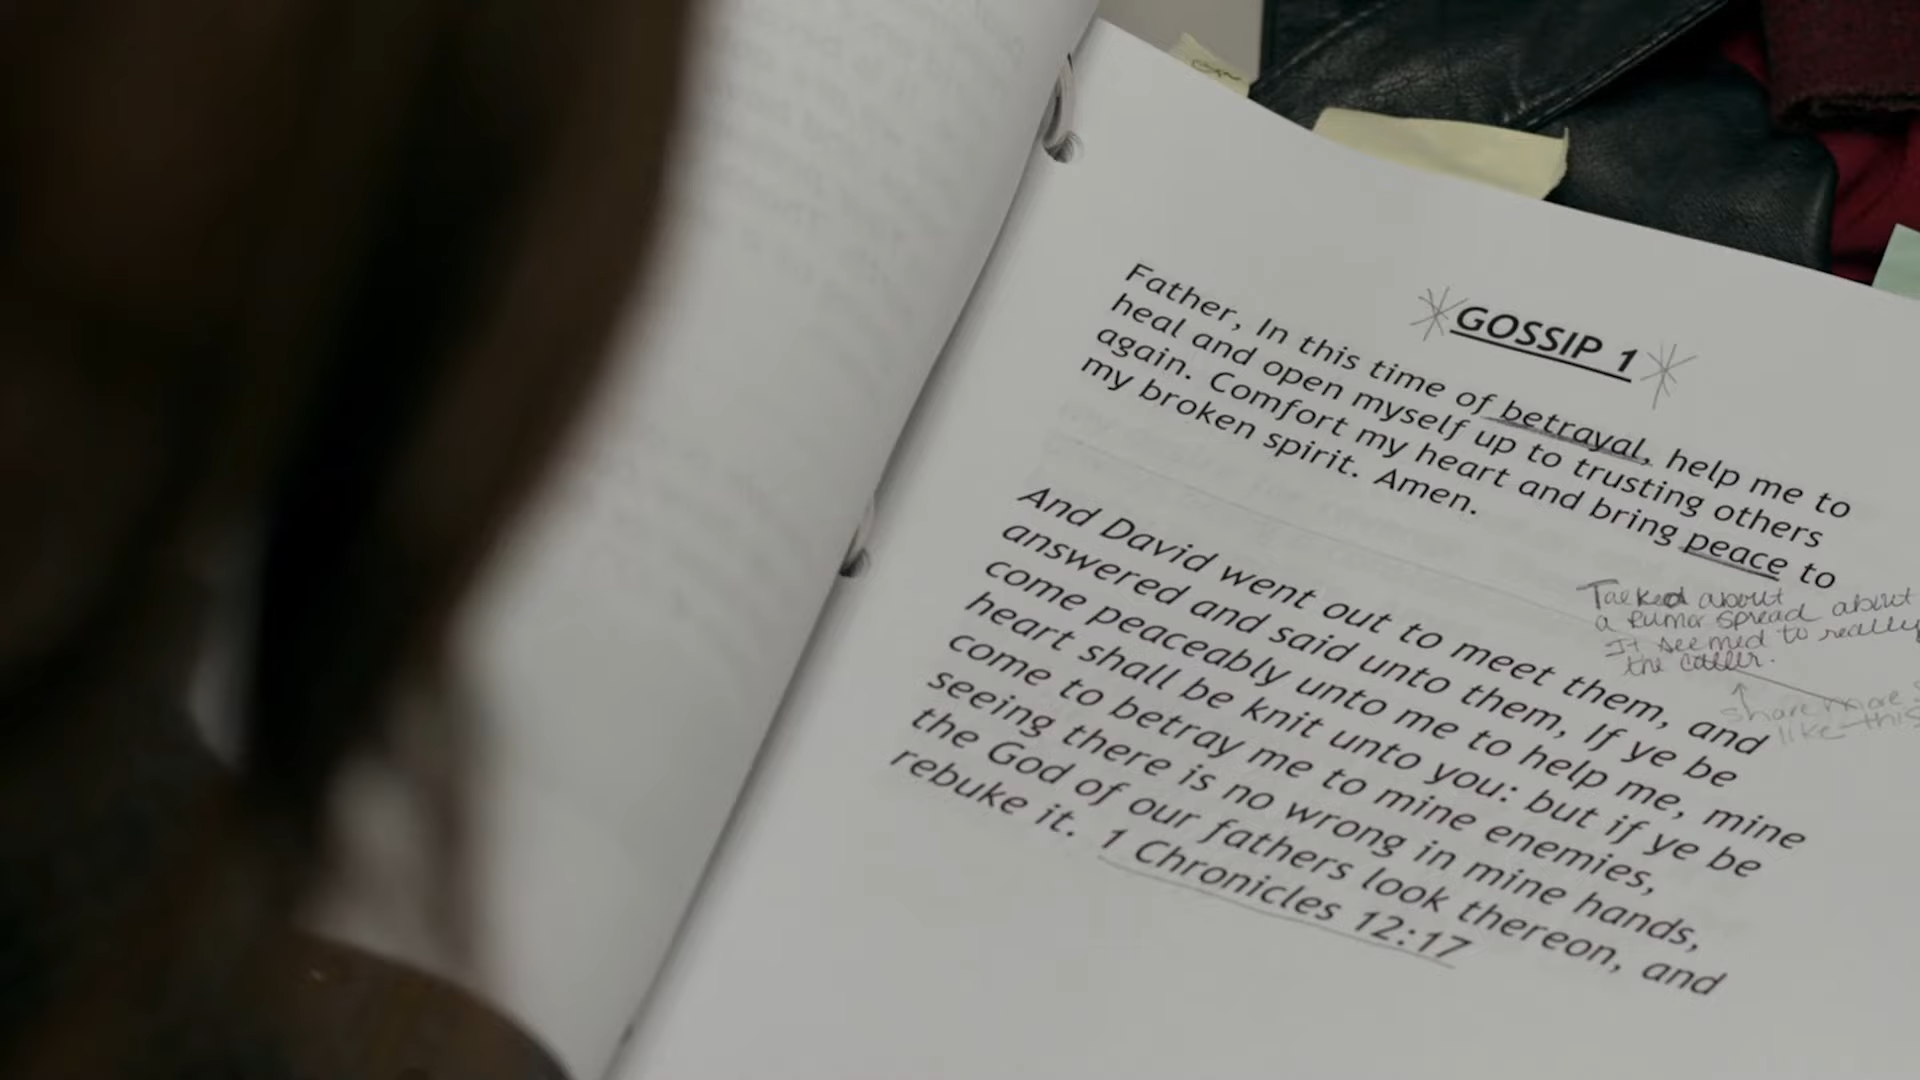 GOSSIP 1
Father, In this time of betrayal, help me to
heal and open myself up to trusting others
again. Comfort my heart and bring peace to
my broken spirit. Amen.
Talked about
a rumor spread about
It seemed to really
the caller.
share more
like this
And David went out to meet them, and
answered and said unto them, If ye be
come peaceably unto me to help me, mine
heart shall be knit unto you: but if ye be
come to betray me to mine enemies,
seeing there is no wrong in mine hands,
the God of our fathers look thereon, and
rebuke it. 1 Chronicles 12:17